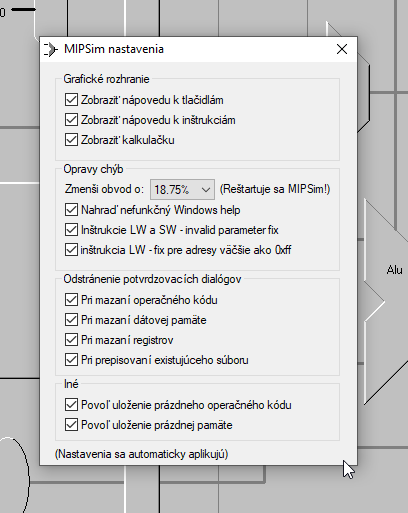 0
MIPSim nastavenia
Grafické rozhranie
Zobraziť nápovedu k tlačidlám
Zobraziť nápovedu k inštrukciám
Zobraziť kalkulačku
Opravy chýb
Zmenši obvod o: 18.75% (Reštartuje sa MIPSim!)
Nahraď nefunkčný Windows help
Inštrukcie LW a SW - invalid parameter fix
inštrukcia LW - fix pre adresy väčšie ako 0xff
Alu
Odstránenie potvrdzovacích dialógov
Pri mazaní operačného kódu
Pri mazaní dátovej pamäte
Pri mazaní registrov
Pri prepisovaní existujúceho súboru
Iné
Povoľ uloženie prázdneho operačného kódu
Povoľ uloženie prázdnej pamäte
(Nastavenia sa automaticky aplikujú)